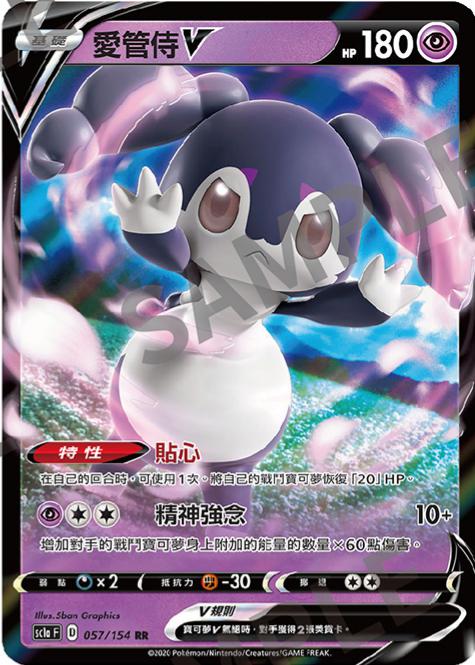 基礎 愛管侍V HP 180
SAMPLE
特性 貼心
在自己的回合時,可使用1次。將自己的戰鬥寶可夢恢復「20」HP。
精神強念 10+
增加對手的戰鬥寶可夢身上附加的能量的數量×60點傷害。
弱點 ×2 抵抗力 -30 撤退
Illus.5ban Graphics
V規則
sc1a F D 057/154 RR
寶可夢V氣絕時,對手獲得2張獎賞卡。
©2020 Pokémon/Nintendo/Creatures/GAME FREAK.